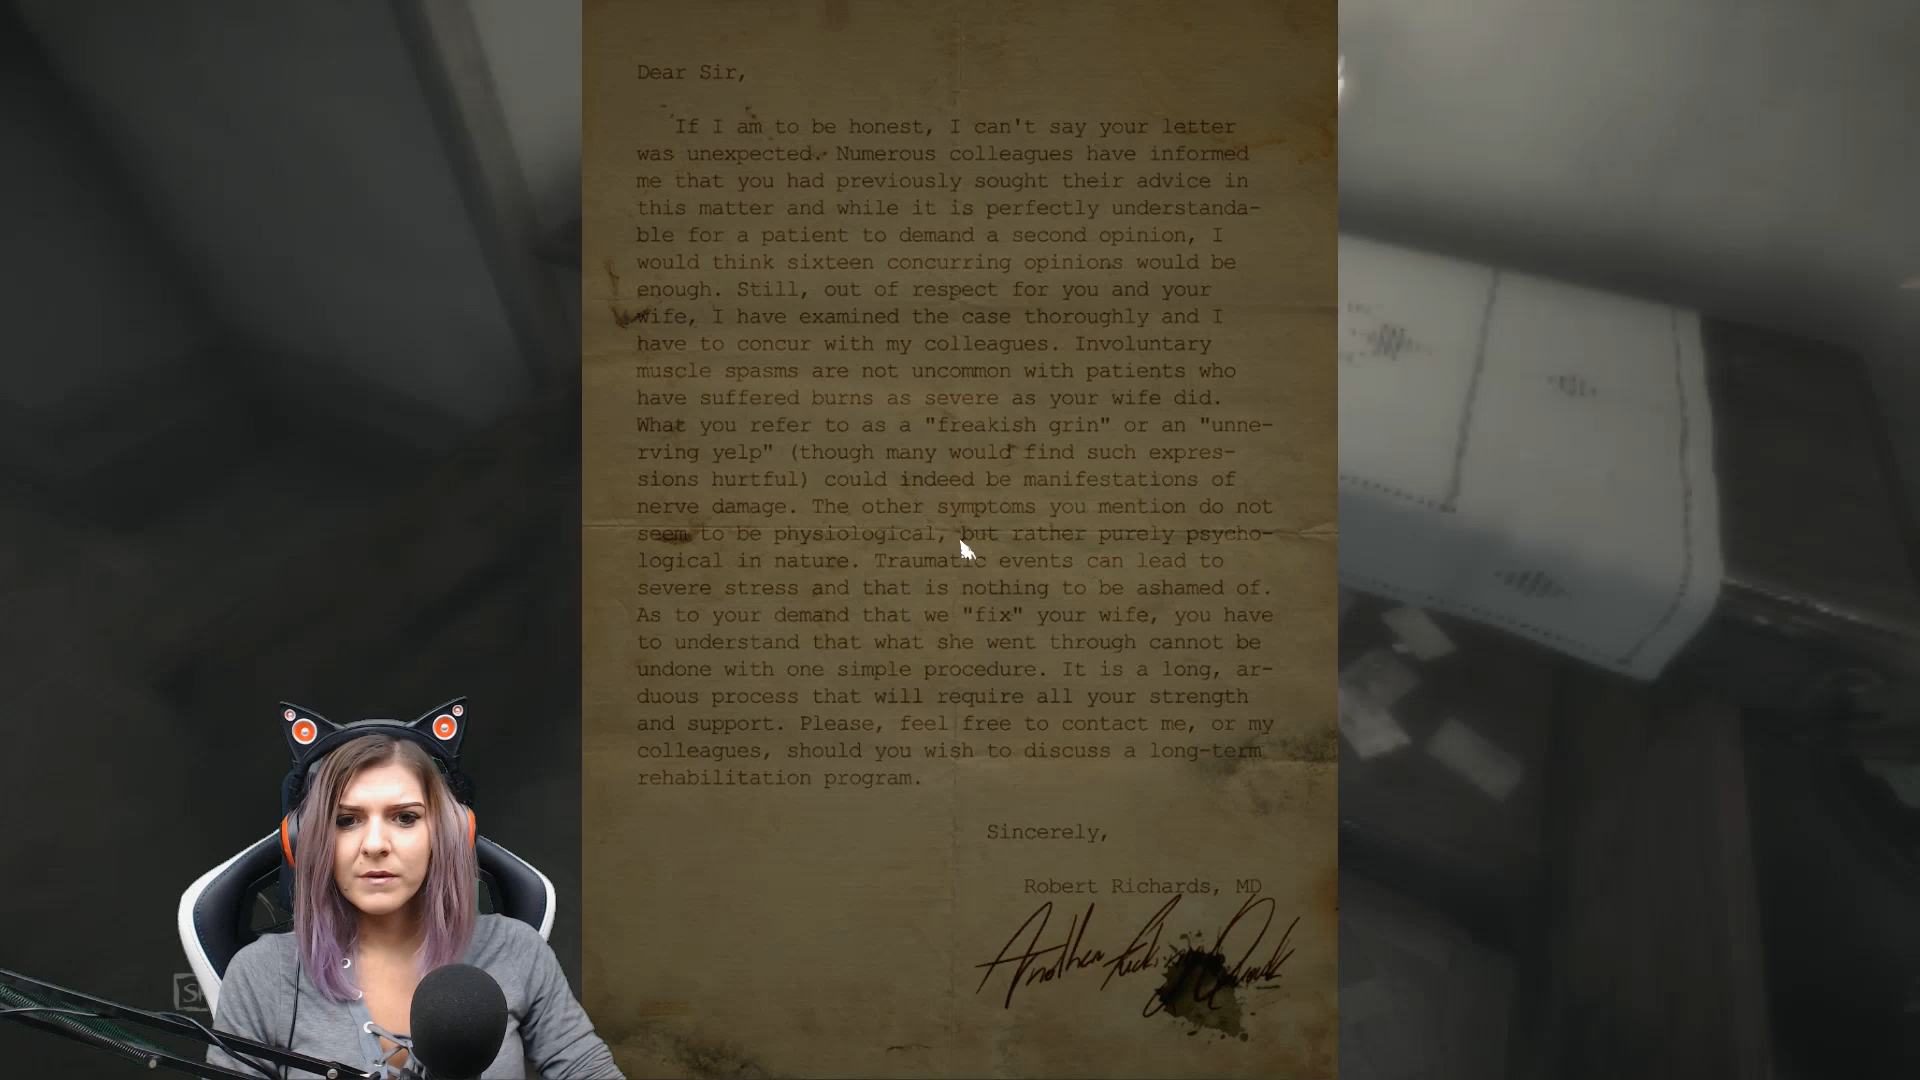 Dear Sir,
If I am to be honest, I can't say your letter
was unexpected. Numerous colleagues have informed
me that you had previously sought their advice in
this matter and while it is perfectly understanda-
ble for a patient to demand a second opinion, I
would think sixteen concurring opinions would be
enough. Still, out of respect for you and your
wife, I have examined the case thoroughly and I
have to concur with my colleagues. Involuntary
muscle spasms are not uncommon with patients who
have suffered burns as severe as your wife did.
What you refer to as a "freakish grin" or an "unne-
rving yelp" (though many would find such expres-
sions hurtful) could indeed be manifestations of
nerve damage. The other symptoms you mention do not
seem to be physiological, but rather purely psycho-
logical in nature. Traumatic events can lead to
severe stress and that is nothing to be ashamed of.
As to your demand that we "fix" your wife, you have
to understand that what she went through cannot be
undone with one simple procedure. It is a long, ar-
duous process that will require all your strength
and support. Please, feel free to contact me, or my
colleagues, should you wish to discuss a long-term
rehabilitation program.
Sincerely,
Robert Richards, MD
Another